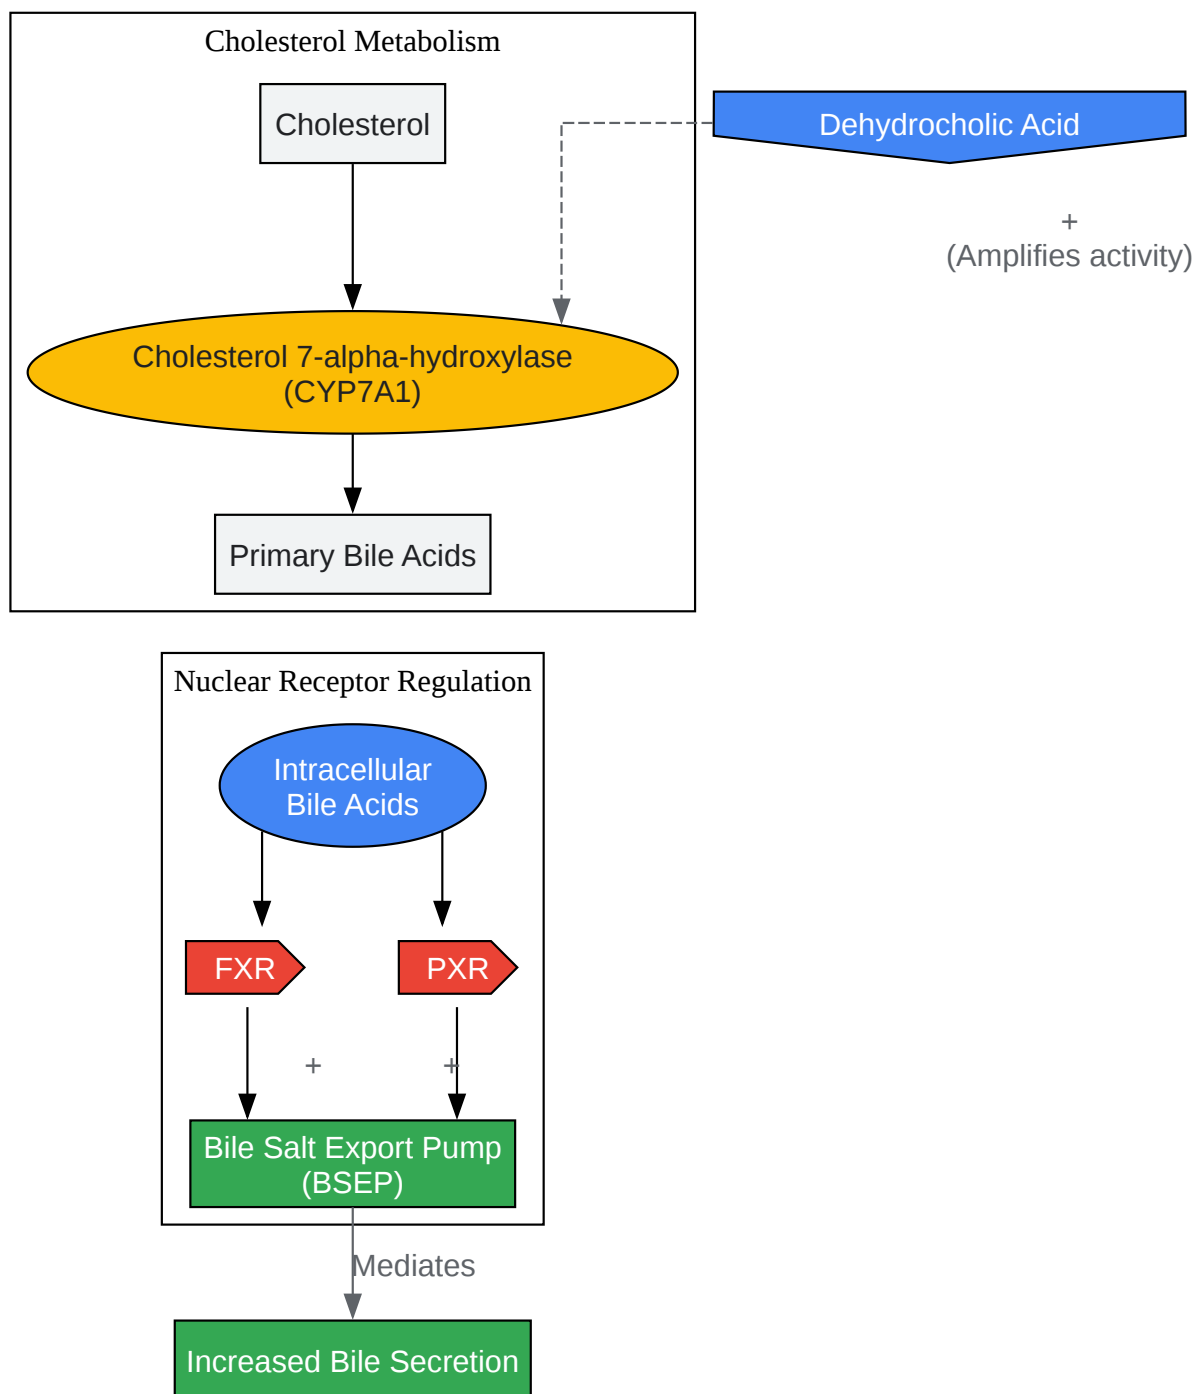 Cholesterol Metabolism
Cholesterol
Dehydrocholic Acid
+
(Amplifies activity)
Cholesterol 7-alpha-hydroxylase
(CYP7A1)
Primary Bile Acids
Nuclear Receptor Regulation
Intracellular
Bile Acids
FXR
PXR
+
+
Bile Salt Export Pump
(BSEP)
Mediates
Increased Bile Secretion